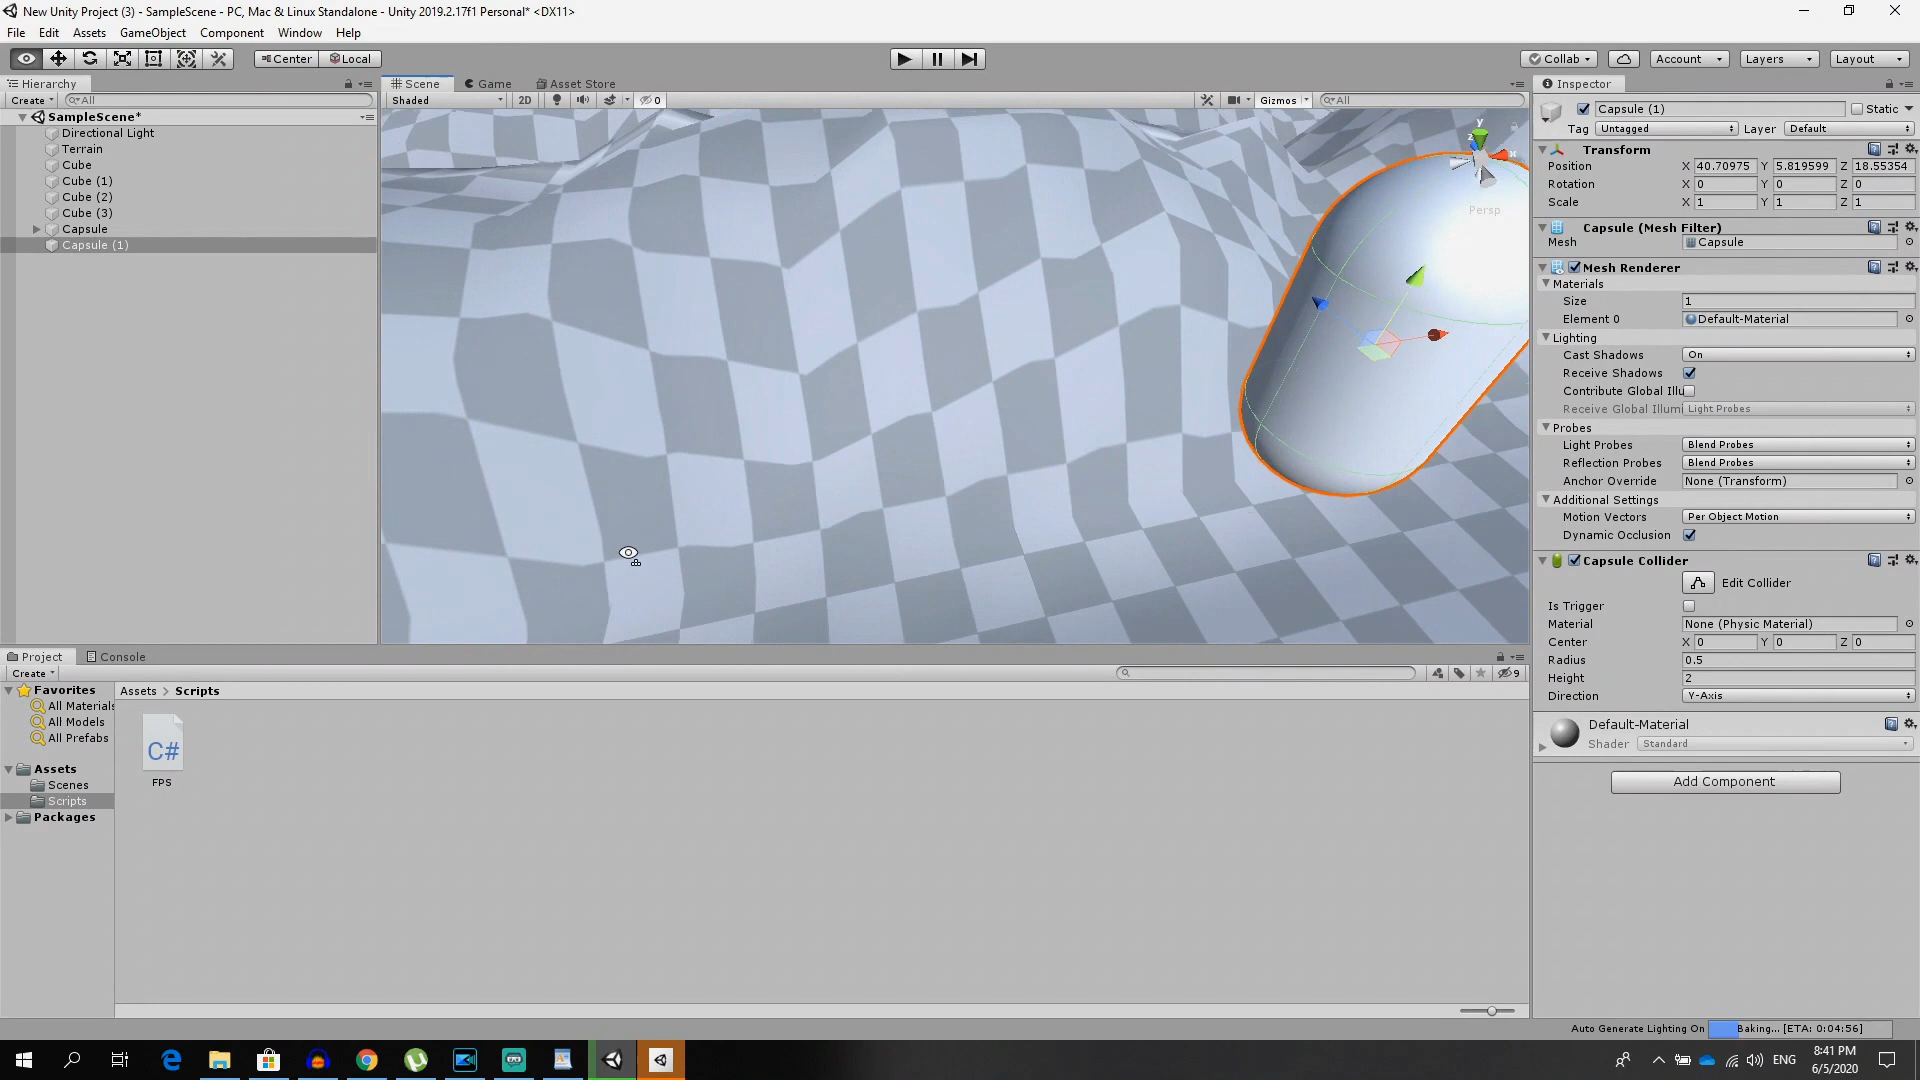 New Unity Project (3) - SampleScene - PC, Mac & Linux Standalone - Unity 2019.2.17f1 Personal* <DX11>
File Edit Assets GameObject Component Window Help
Center Local Collab Account Layers Layout
Hierarchy
Create All
SampleScene*
Directional Light
Terrain
Cube
Cube (1)
Cube (2)
Cube (3)
Capsule
Capsule (1)
Scene Game Asset Store
Shaded 2D 0 Gizmos All
y
z
x
Persp
Inspector
Capsule (1) Static
Tag Untagged Layer Default
Transform
Position X 40.70975 Y 5.819599 Z 18.55354
Rotation X 0 Y 0 Z 0
Scale X 1 Y 1 Z 1
Capsule (Mesh Filter)
Mesh Capsule
Mesh Renderer
Materials
Size 1
Element 0 Default-Material
Lighting
Cast Shadows On
Receive Shadows
Contribute Global Illu
Receive Global Illumi Light Probes
Probes
Light Probes Blend Probes
Reflection Probes Blend Probes
Anchor Override None (Transform)
Additional Settings
Motion Vectors Per Object Motion
Dynamic Occlusion
Capsule Collider
Edit Collider
Is Trigger
Material None (Physic Material)
Center X 0 Y 0 Z 0
Radius 0.5
Height 2
Direction Y-Axis
Default-Material
Shader Standard
Add Component
Project Console
Create 9
Favorites
All Materials
All Models
All Prefabs
Assets
Scenes
Scripts
Packages
Assets > Scripts
C#
FPS
Auto Generate Lighting On Baking... [ETA: 0:04:56]
ENG
8:41 PM
6/5/2020